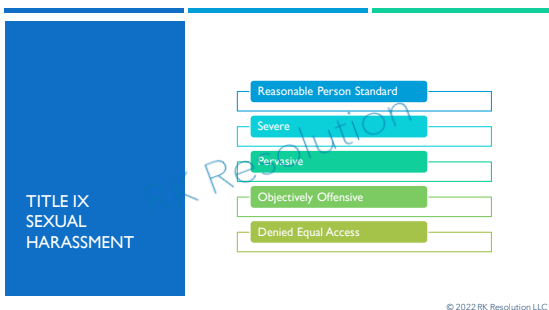 TITLE IX
SEXUAL
HARASSMENT
Reasonable Person Standard
Severe
Pervasive
Objectively Offensive
Denied Equal Access
RK Resolution
© 2022 RK Resolution LLC